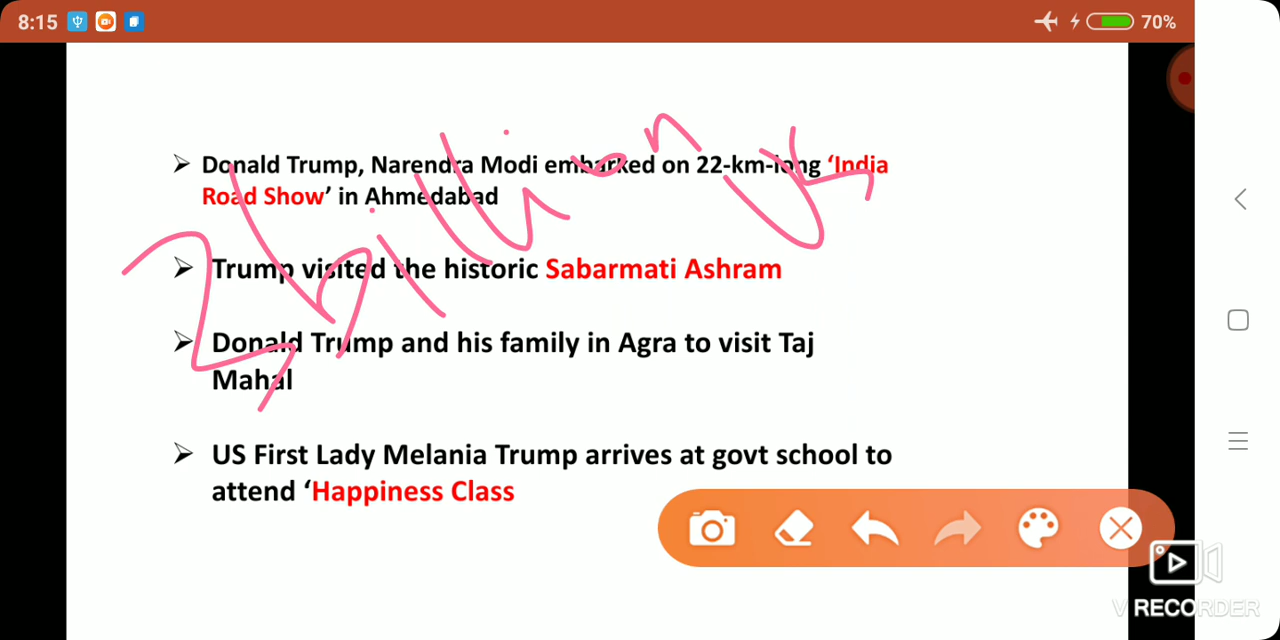 8:15
70%
➢ Donald Trump, Narendra Modi embarked on 22-km-long ‘India
Road Show’ in Ahmedabad
➢ Trump visited the historic Sabarmati Ashram
➢ Donald Trump and his family in Agra to visit Taj
Mahal
➢ US First Lady Melania Trump arrives at govt school to
attend ‘Happiness Class
2 billion
V RECORDER